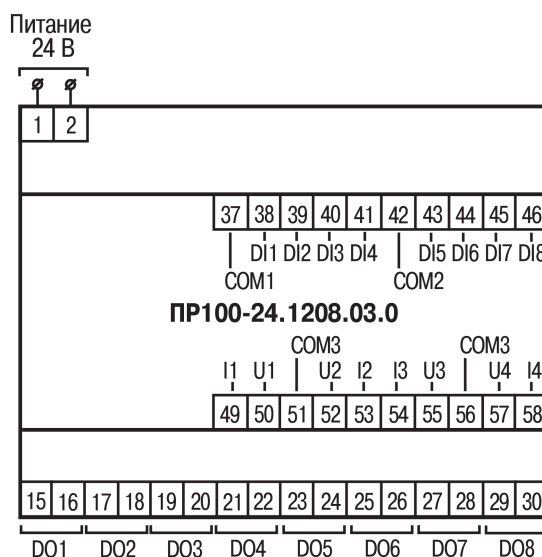 Питание
24 В
1 2
37 38 39 40 41 42 43 44 45 46
DI1 DI2 DI3 DI4 DI5 DI6 DI7 DI8
COM1 COM2
ПР100-24.1208.03.0
COM3 COM3
I1 U1 U2 I2 I3 U3 U4 I4
49 50 51 52 53 54 55 56 57 58
15 16 17 18 19 20 21 22 23 24 25 26 27 28 29 30
DO1 DO2 DO3 DO4 DO5 DO6 DO7 DO8